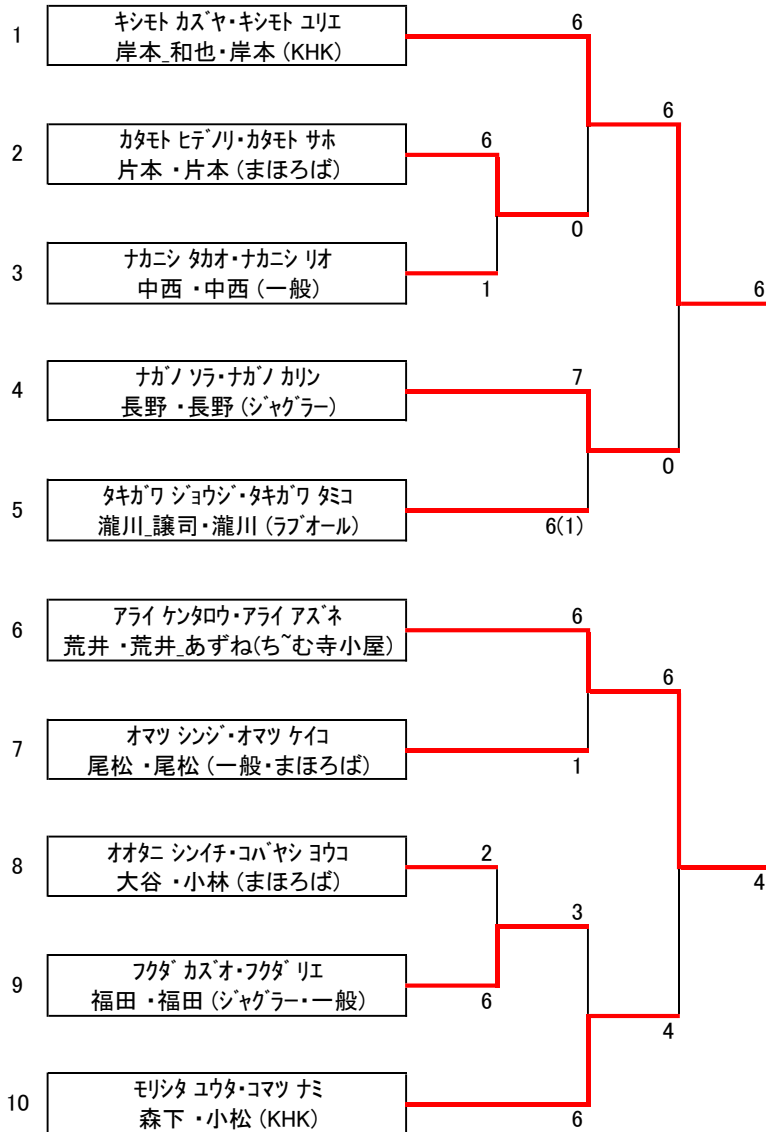 1
キシモト カズヤ・キシモト ユリエ
岸本_和也・岸本 (KHK)
6
6
2
カタモト ヒデノリ・カタモト サホ
片本 ・片本 (まほろば)
6
0
3
ナカニシ タカオ・ナカニシ リオ
中西 ・中西 (一般)
1
6
4
ナガノ ソラ・ナガノ カリン
長野 ・長野 (ジャグラー)
7
0
5
タキガワ ジョウジ・タキガワ タミコ
瀧川_譲司・瀧川 (ラブオール)
6(1)
6
アライ ケンタロウ・アライ アズネ
荒井 ・荒井_あずね(ち~む寺小屋)
6
6
7
オマツ シンジ・オマツ ケイコ
尾松 ・尾松 (一般・まほろば)
1
8
オオタニ シンイチ・コバヤシ ヨウコ
大谷 ・小林 (まほろば)
2
4
3
9
フクダ カズオ・フクダ リエ
福田 ・福田 (ジャグラー・一般)
6
4
10
モリシタ ユウタ・コマツ ナミ
森下 ・小松 (KHK)
6